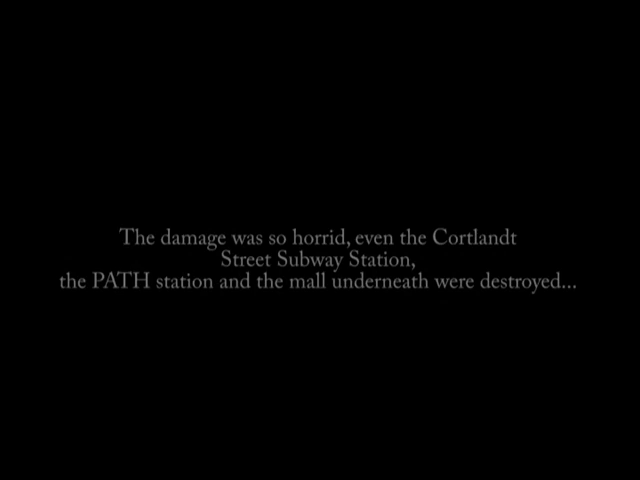 The damage was so horrid, even the Cortlandt
Street Subway Station,
the PATH station and the mall underneath were destroyed...